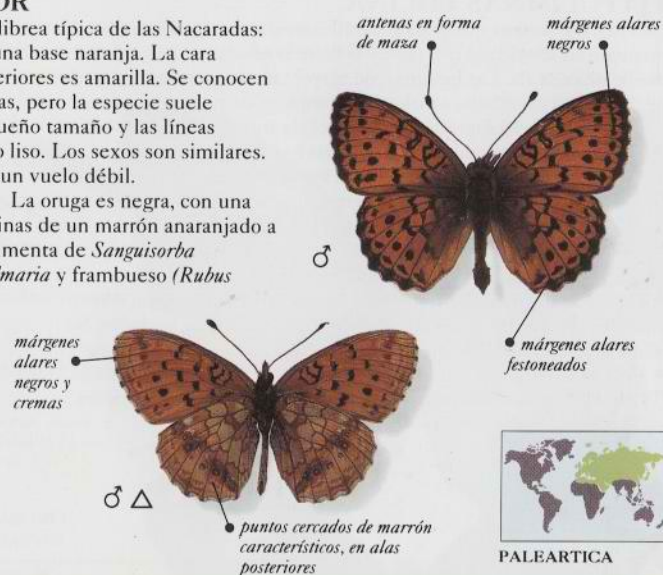 OR
librea típica de las Nacaradas:
una base naranja. La cara
eriores es amarilla. Se conocen
as, pero la especie suele
ueño tamaño y las líneas
o liso. Los sexos son similares.
un vuelo débil.
La oruga es negra, con una
inas de un marrón anaranjado a
menta de Sanguisorba
lmaria y frambueso (Rubus
antenas en forma
de maza
márgenes alares
negros
♂
márgenes alares
festoneados
márgenes
alares
negros y
cremas
♂ △
puntos cercados de marrón
característicos, en alas
posteriores
PALEARTICA